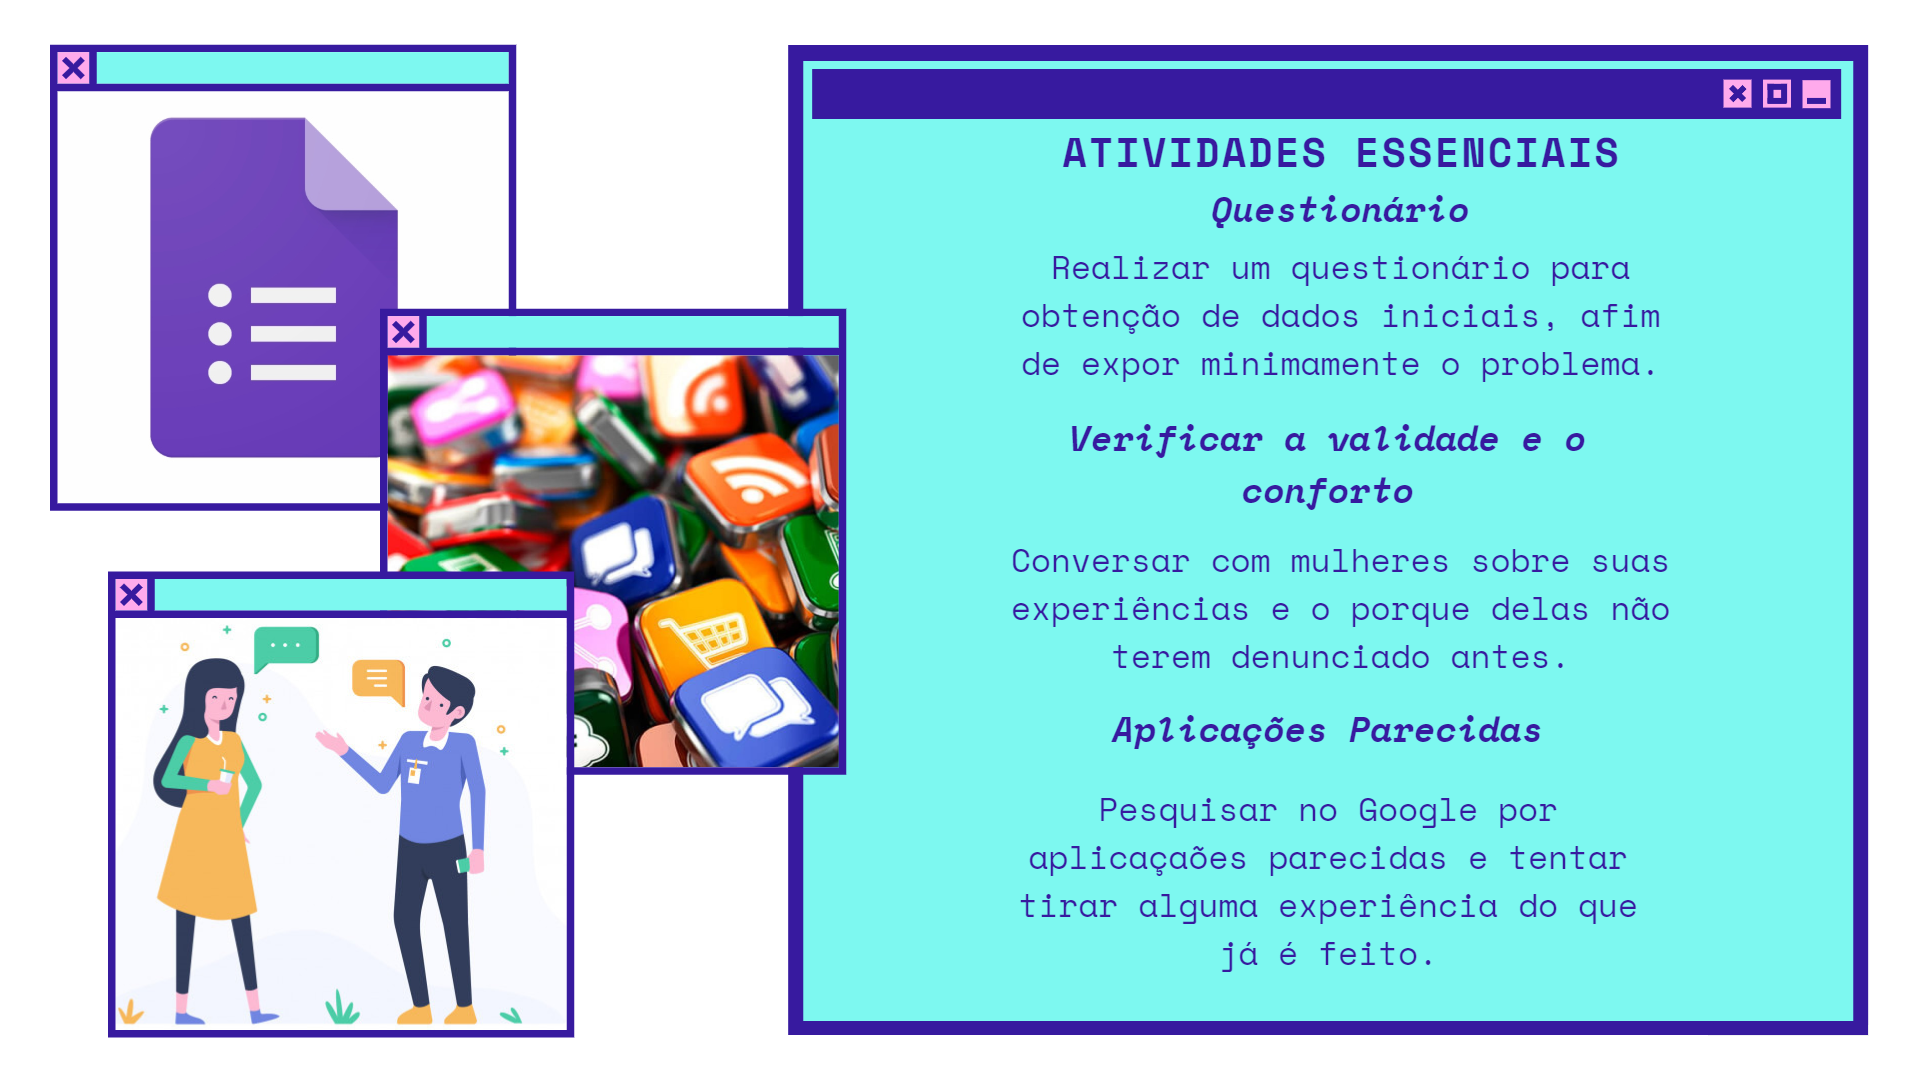 ATIVIDADES ESSENCIAIS
Questionário
Realizar um questionário para
obtenção de dados iniciais, afim
de expor minimamente o problema.
Verificar a validade e o
conforto
Conversar com mulheres sobre suas
experiências e o porque delas não
terem denunciado antes.
Aplicações Parecidas
Pesquisar no Google por
aplicaçaões parecidas e tentar
tirar alguma experiência do que
já é feito.